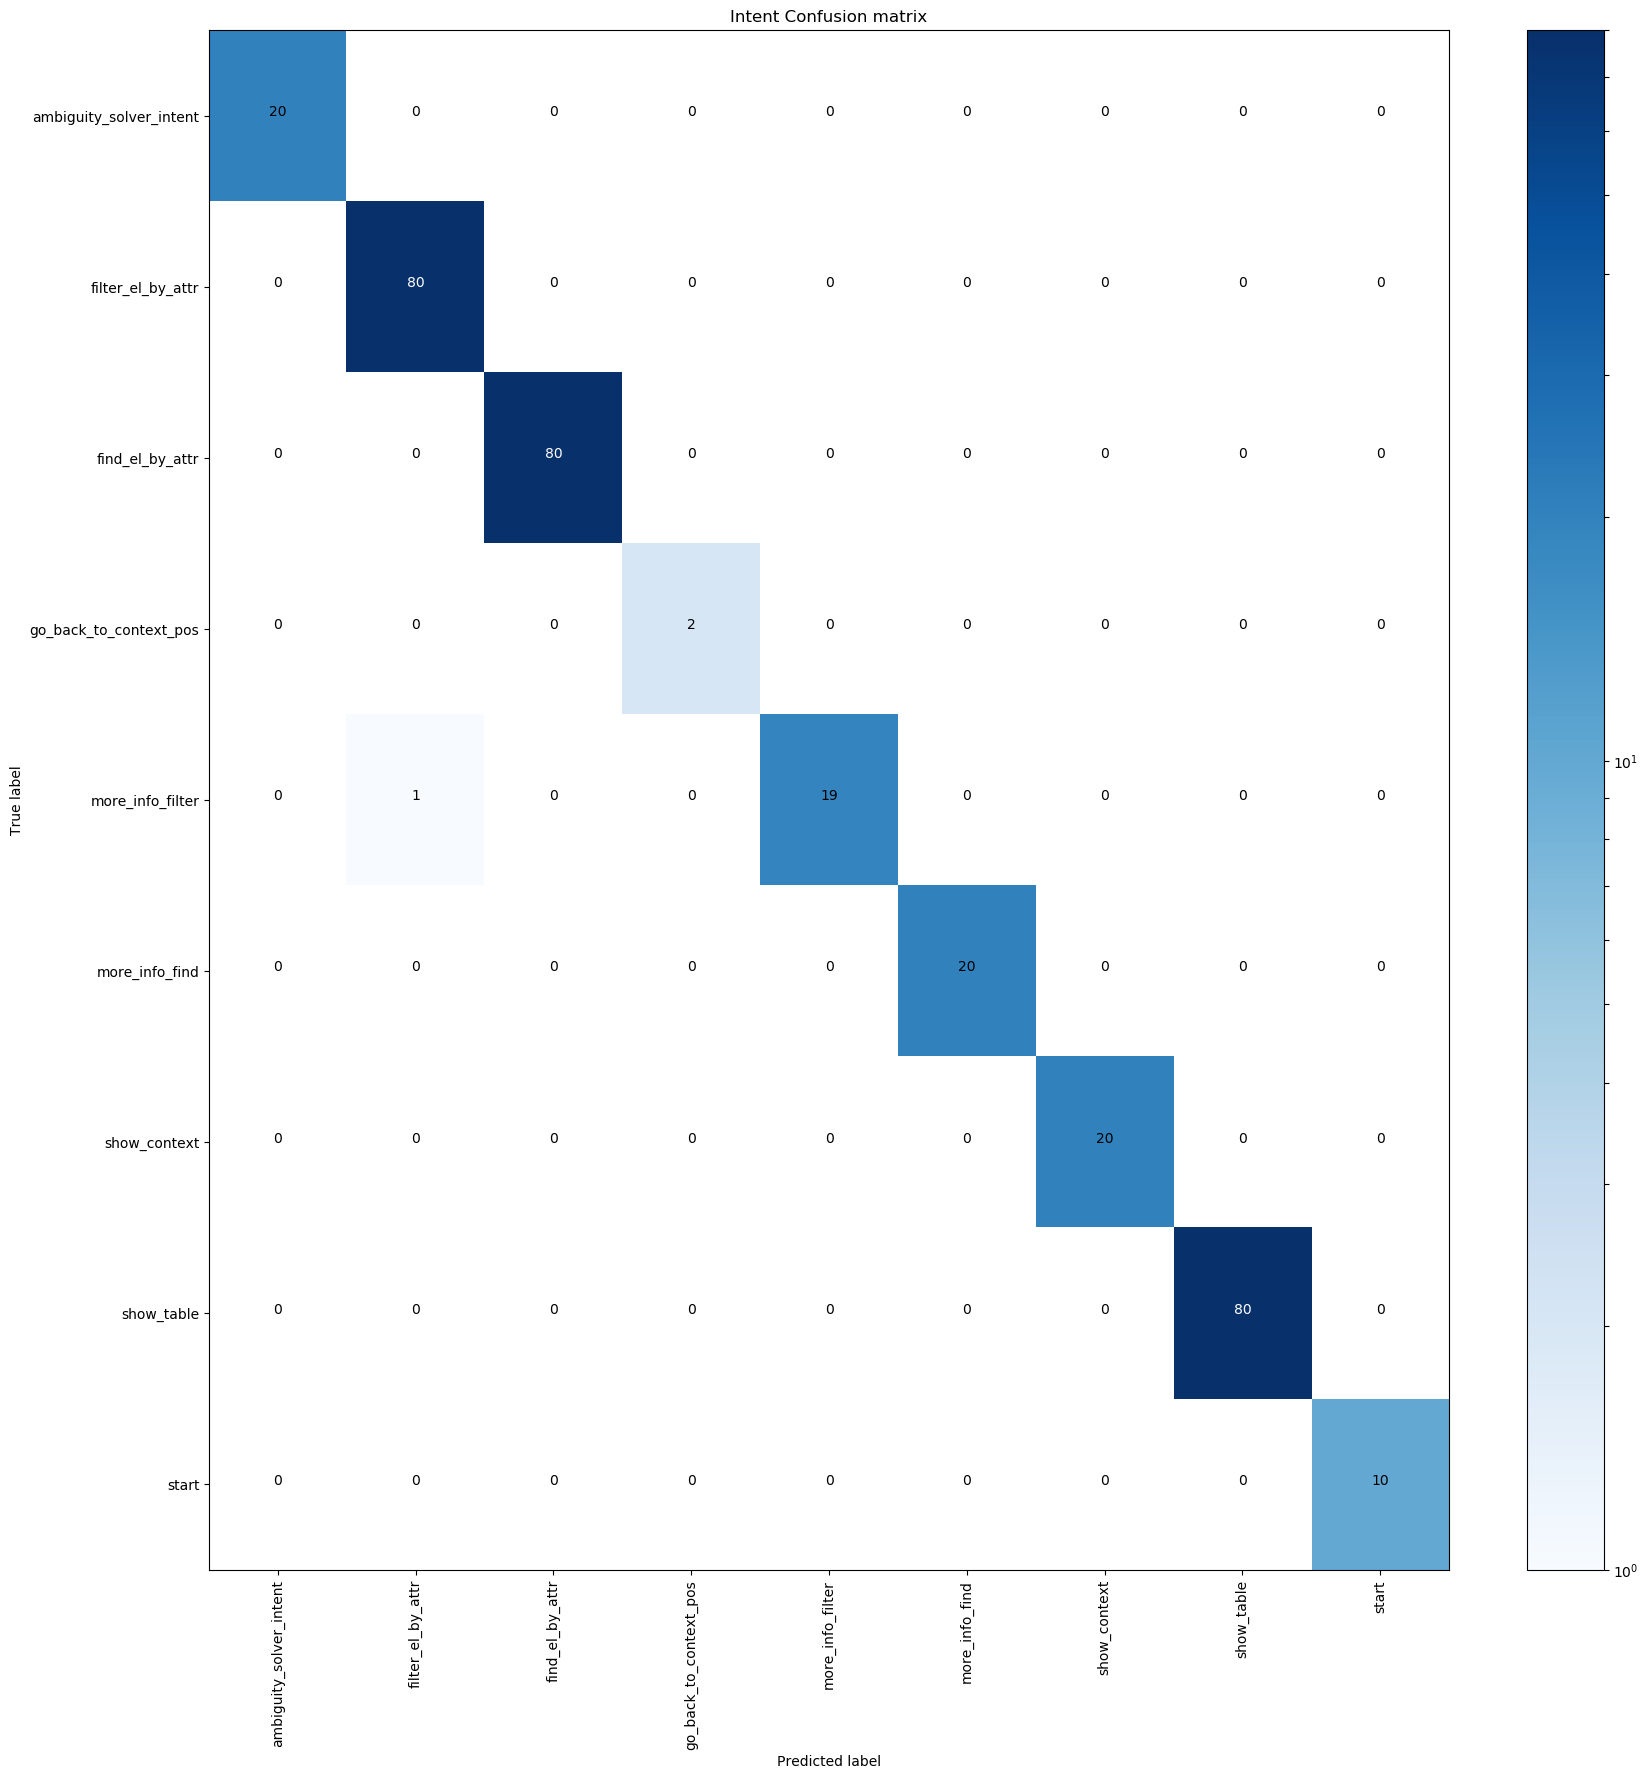 Intent Confusion matrix
ambiguity_solver_intent 20 0 0 0 0 0 0 0 0
filter_el_by_attr 0 80 0 0 0 0 0 0 0
find_el_by_attr 0 0 80 0 0 0 0 0 0
go_back_to_context_pos 0 0 0 2 0 0 0 0 0
more_info_filter 0 1 0 0 19 0 0 0 0
more_info_find 0 0 0 0 0 20 0 0 0
show_context 0 0 0 0 0 0 20 0 0
show_table 0 0 0 0 0 0 0 80 0
start 0 0 0 0 0 0 0 0 10
True label
ambiguity_solver_intent
filter_el_by_attr
find_el_by_attr
go_back_to_context_pos
more_info_filter
more_info_find
show_context
show_table
start
Predicted label
10¹
10⁰